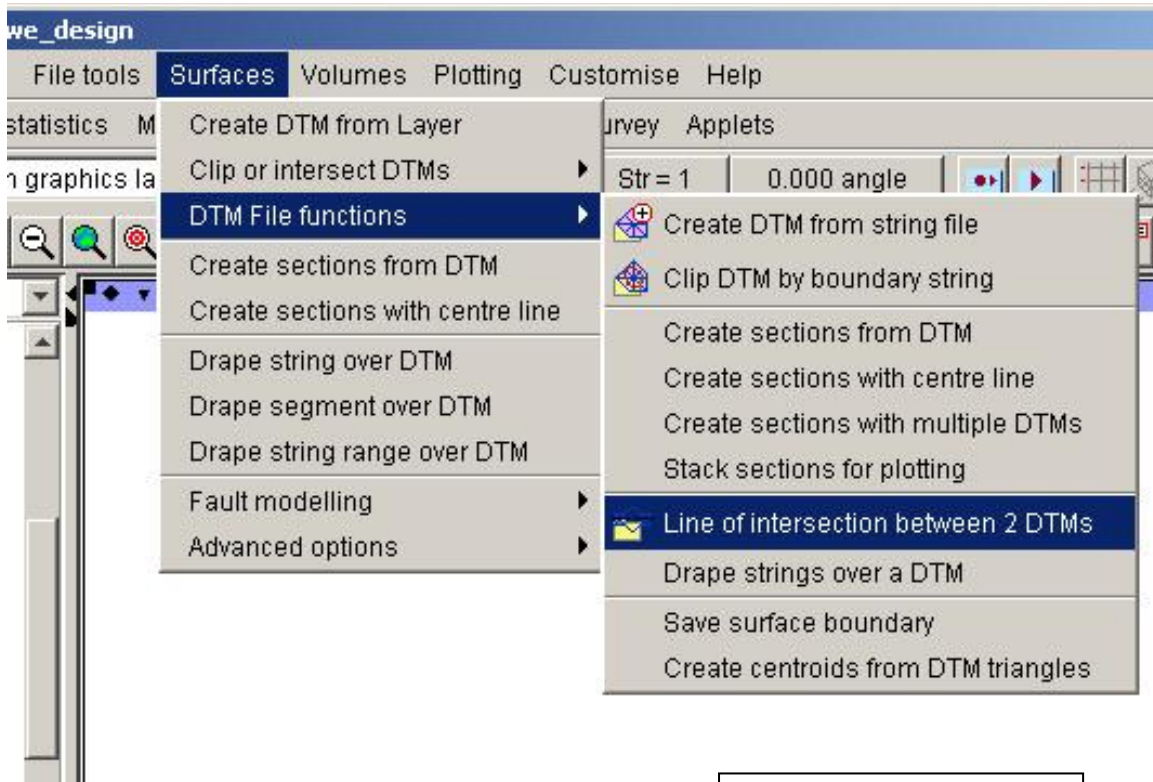 we_design
File tools Surfaces Volumes Plotting Customise Help
statistics M
urvey Applets
n graphics la
Str = 1 0.000 angle
Create DTM from Layer
Clip or intersect DTMs
DTM File functions
Create sections from DTM
Create sections with centre line
Drape string over DTM
Drape segment over DTM
Drape string range over DTM
Fault modelling
Advanced options
Create DTM from string file
Clip DTM by boundary string
Create sections from DTM
Create sections with centre line
Create sections with multiple DTMs
Stack sections for plotting
Line of intersection between 2 DTMs
Drape strings over a DTM
Save surface boundary
Create centroids from DTM triangles